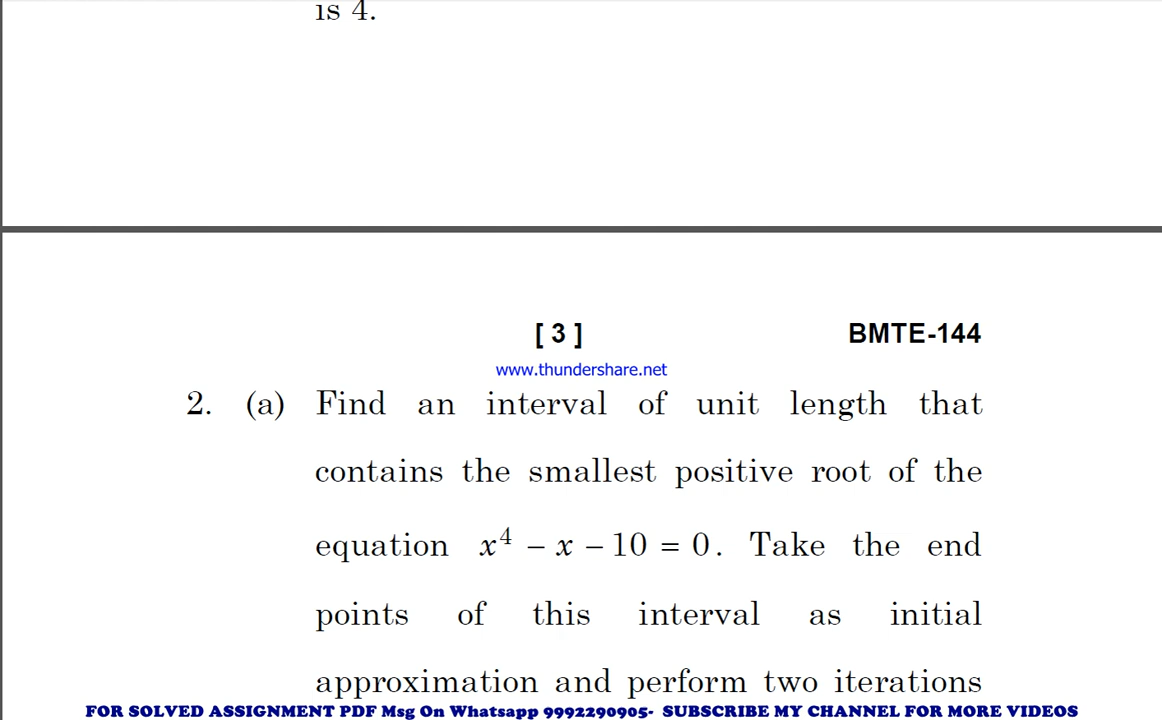 is 4.
[ 3 ] BMTE-144
www.thundershare.net
2. (a) Find an interval of unit length that
contains the smallest positive root of the
equation x⁴ – x – 10 = 0. Take the end
points of this interval as initial
approximation and perform two iterations
FOR SOLVED ASSIGNMENT PDF Msg On Whatsapp 9992290905- SUBSCRIBE MY CHANNEL FOR MORE VIDEOS